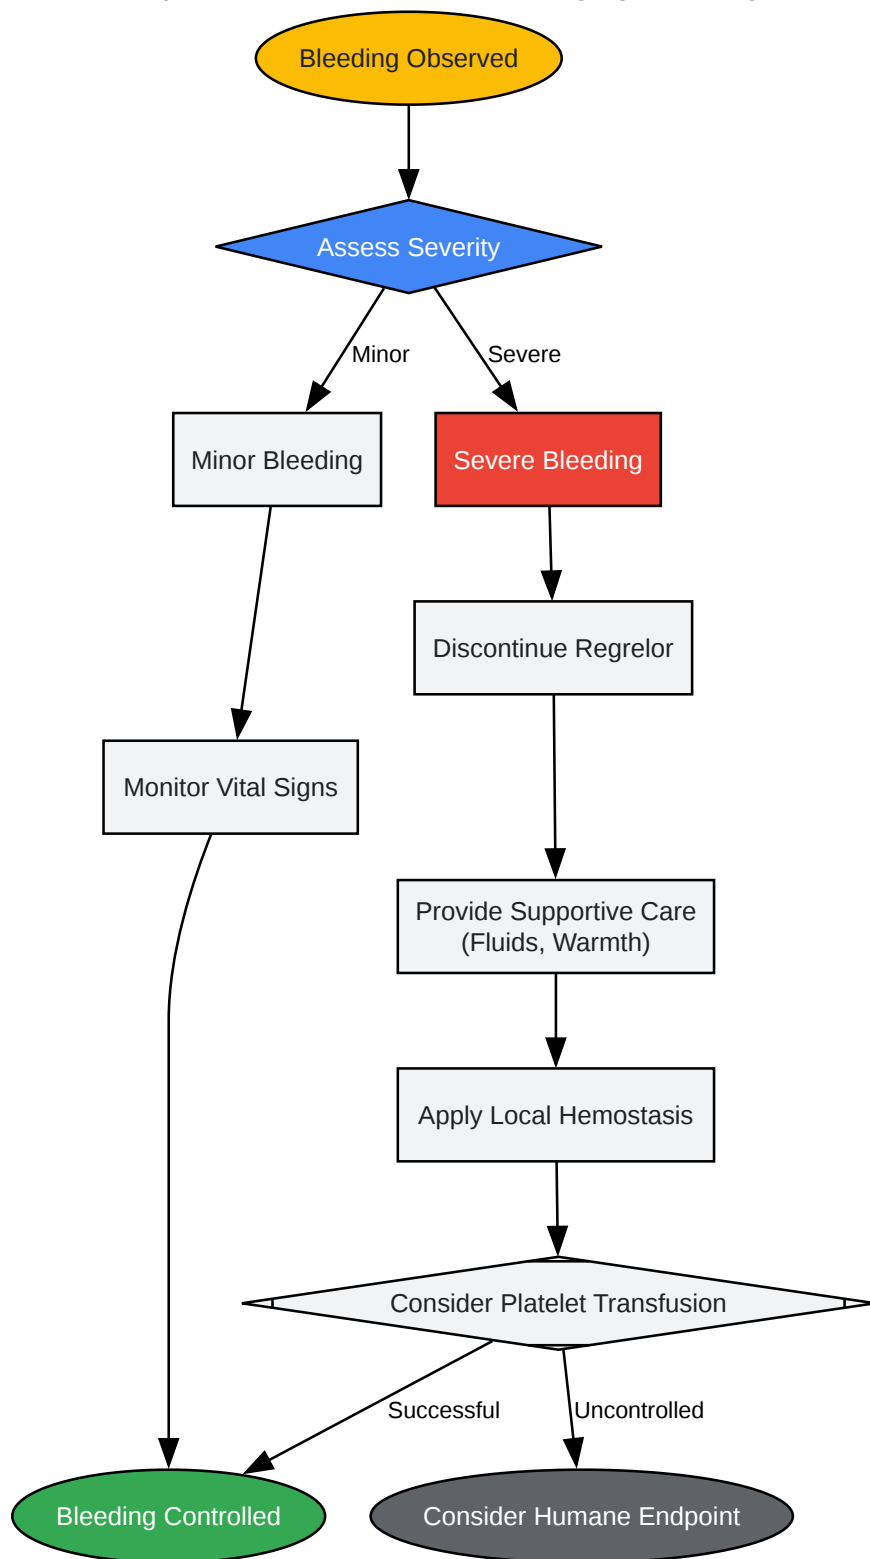 Bleeding Observed
Assess Severity
Minor
Severe
Minor Bleeding
Severe Bleeding
Discontinue Regrelor
Monitor Vital Signs
Provide Supportive Care
(Fluids, Warmth)
Apply Local Hemostasis
Consider Platelet Transfusion
Successful
Uncontrolled
Bleeding Controlled
Consider Humane Endpoint